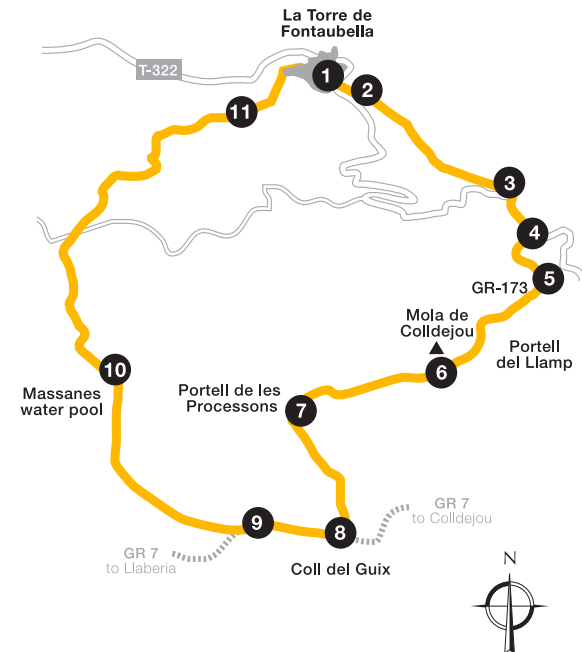 La Torre de
Fontaubella
T-322
1
2
11
3
4
5
GR-173
Mola de
Colldejou
Portell
del Llamp
6
10
Massanes
water pool
Portell de les
Processons
7
GR 7
to Colldejou
9
8
GR 7
to Llaberia
Coll del Guix
N